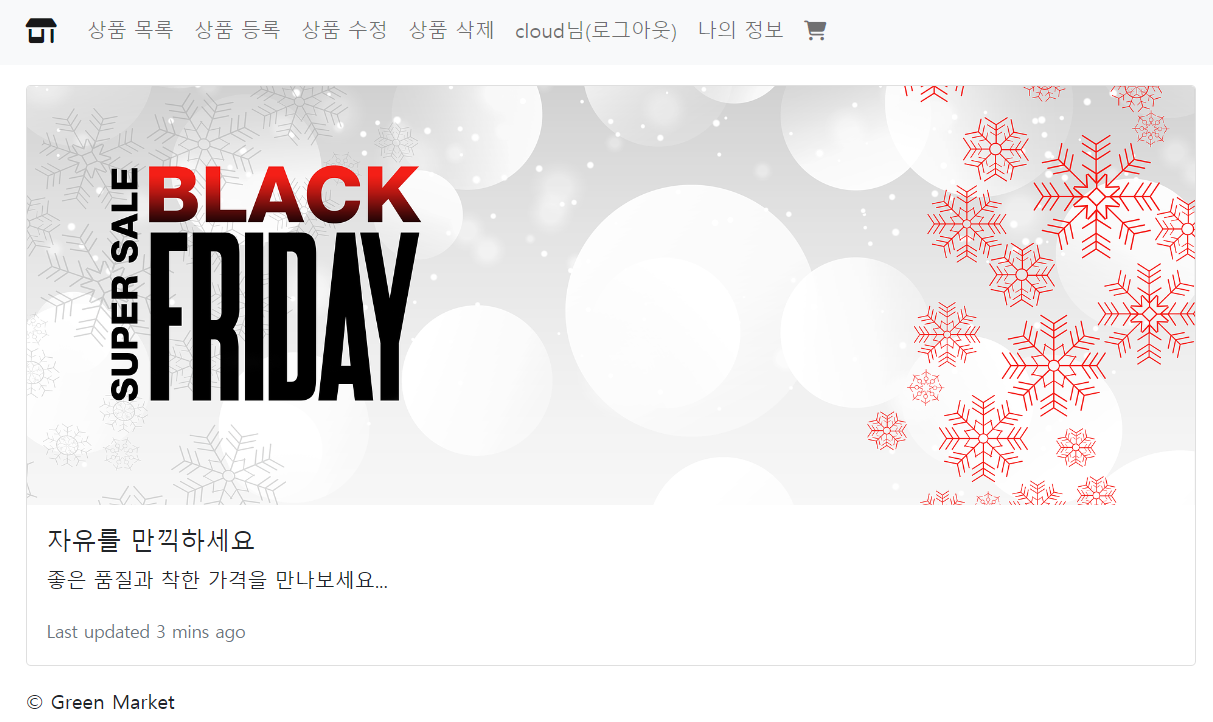 상품 목록 상품 등록 상품 수정 상품 삭제 cloud님(로그아웃) 나의 정보
SUPER SALE
BLACK
FRIDAY
자유를 만끽하세요
좋은 품질과 착한 가격을 만나보세요...
Last updated 3 mins ago
© Green Market